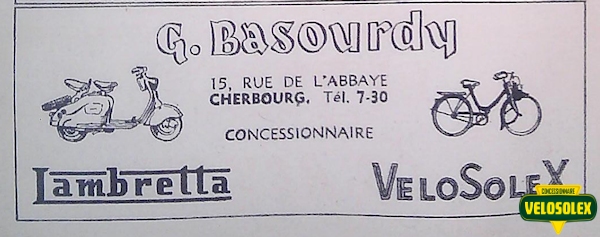 G. Basourdy
15, RUE DE L'ABBAYE
CHERBOURG. Tél. 7-30
CONCESSIONNAIRE
Lambretta
VELOSOLEX
CONCESSIONNAIRE
VELOSOLEX